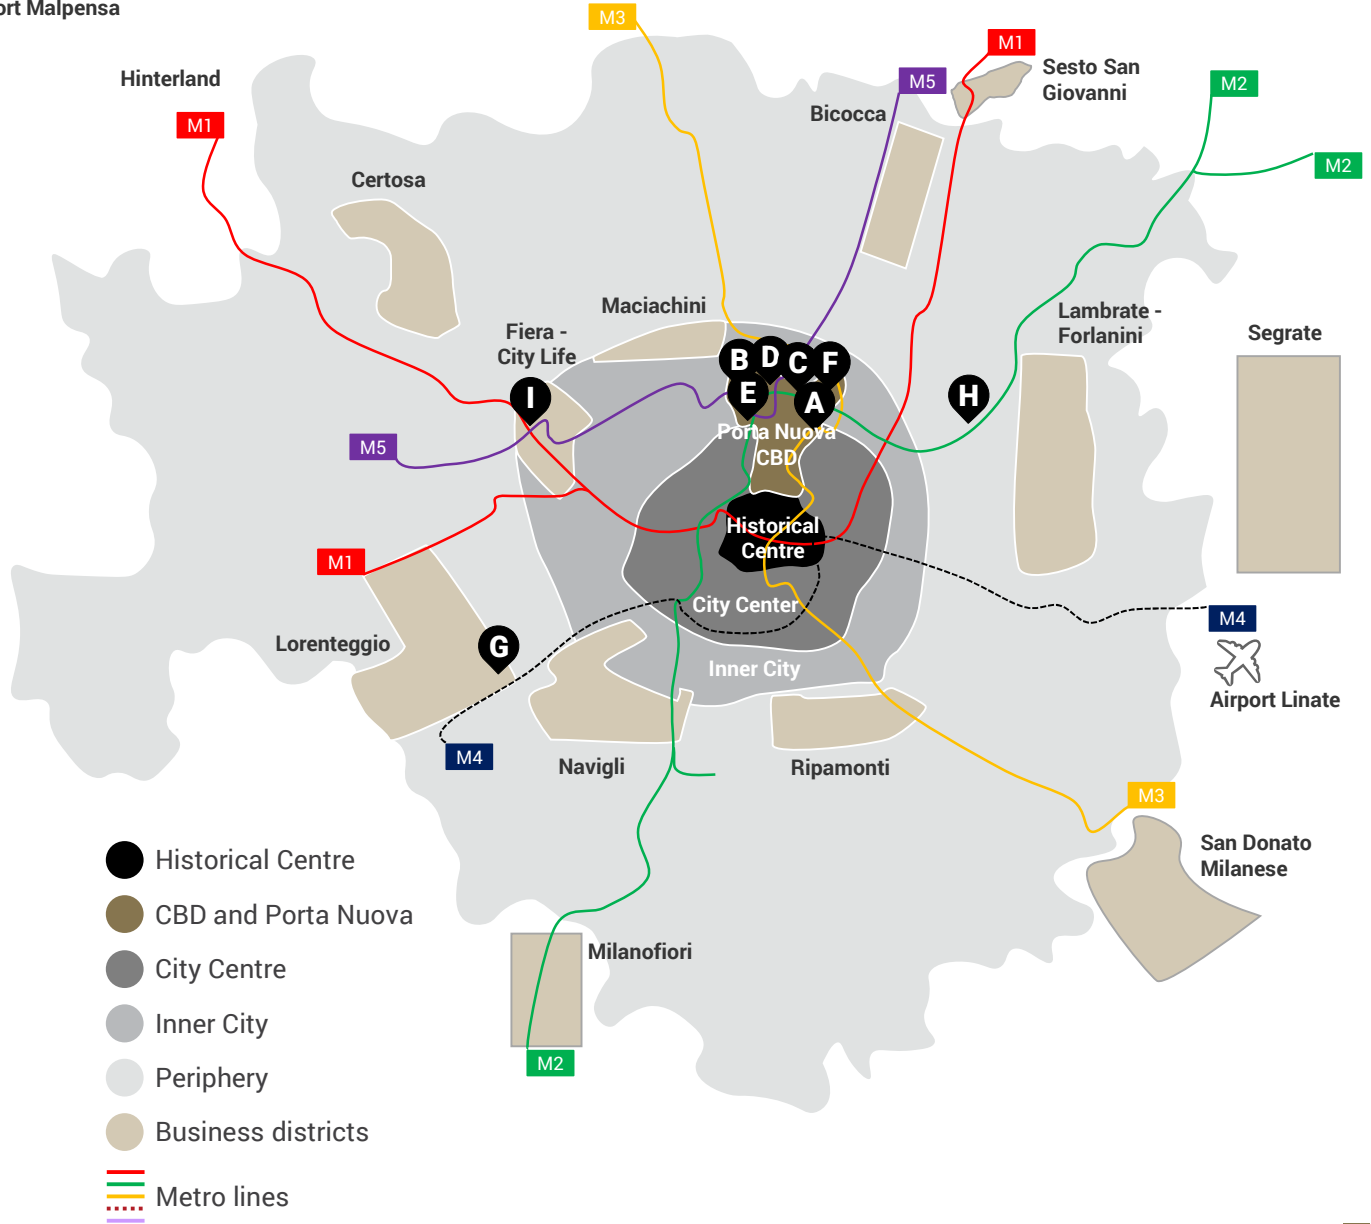 ort Malpensa
M3
M1
Sesto San
Giovanni
Hinterland
M5
M2
Bicocca
M1
M2
Certosa
Maciachini
Lambrate -
Forlanini
Fiera -
City Life
Segrate
B
D
C
F
E
A
I
H
Porta Nuova
CBD
M5
Historical
Centre
M1
City Center
M4
Lorenteggio
G
Inner City
Airport Linate
M4
Navigli
Ripamonti
M3
San Donato
Milanese
Milanofiori
M2
Historical Centre
CBD and Porta Nuova
City Centre
Inner City
Periphery
Business districts
Metro lines